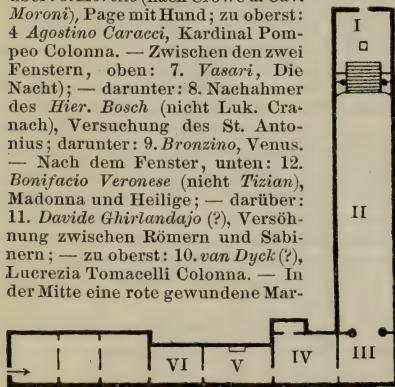 Moroni), Page mit Hund; zu oberst:
4 Agostino Caracci, Kardinal Pom-
peo Colonna. — Zwischen den zwei
Fenstern, oben: 7. Vasari, Die
Nacht); — darunter: 8. Nachahmer
des Hier. Bosch (nicht Luk. Cra-
nach), Versuchung des St. Anto-
nius; darunter: 9. Bronzino, Venus.
— Nach dem Fenster, unten: 12.
Bonifacio Veronese (nicht Tizian),
Madonna und Heilige; — darüber:
11. Davide Ghirlandajo (?), Versöh-
nung zwischen Römern und Sabi-
nern; — zu oberst: 10. van Dyck (?),
Lucrezia Tomacelli Colonna. — In
der Mitte eine rote gewundene Mar-
I
II
III
IV
V
VI